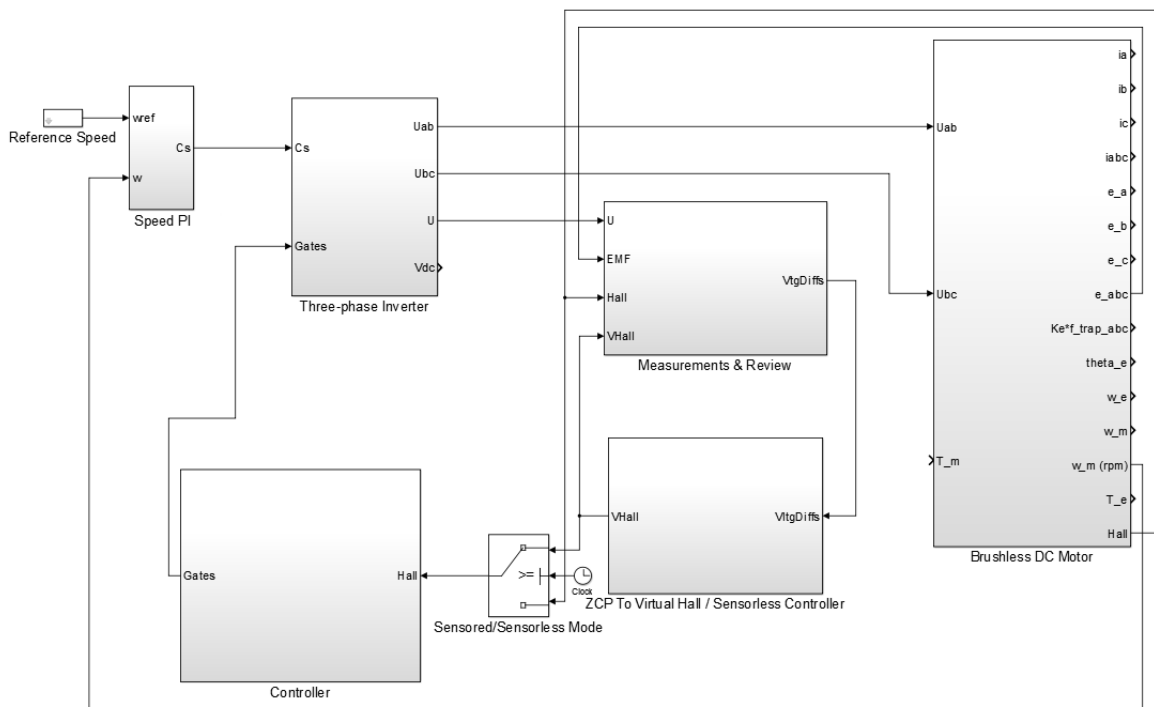 Reference Speed
wref
w
Cs
Speed PI
Cs
Gates
Uab
Ubc
U
Vdc
Three-phase Inverter
U
EMF
Hall
VHall
VtgDiffs
Measurements & Review
Uab
Ubc
T_m
ia
ib
ic
iabc
e_a
e_b
e_c
e_abc
Ke*f_trap_abc
theta_e
w_e
w_m
w_m (rpm)
T_e
Hall
Brushless DC Motor
VHall
VltgDiffs
ZCP To Virtual Hall / Sensorless Controller
>=
Clock
Sensored/Sensorless Mode
Gates
Hall
Controller